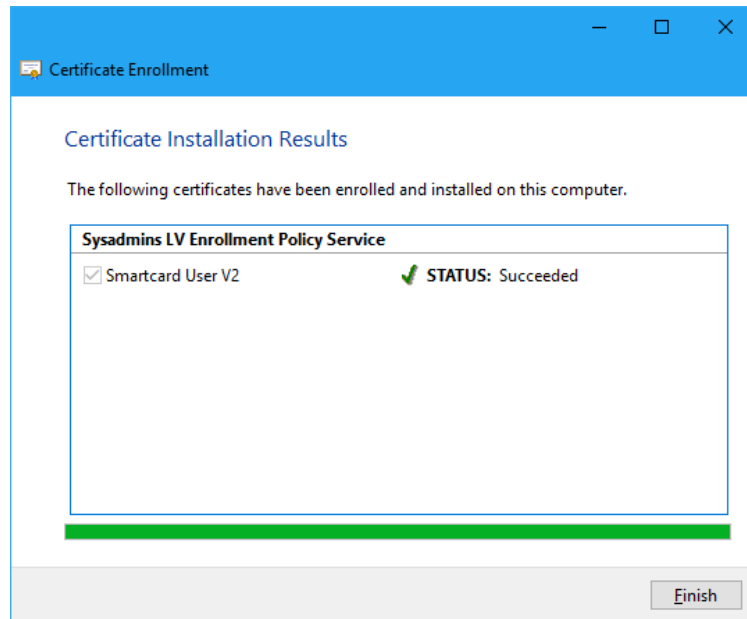 Certificate Enrollment
Certificate Installation Results
The following certificates have been enrolled and installed on this computer.
Sysadmins LV Enrollment Policy Service
Smartcard User V2 STATUS: Succeeded
Finish